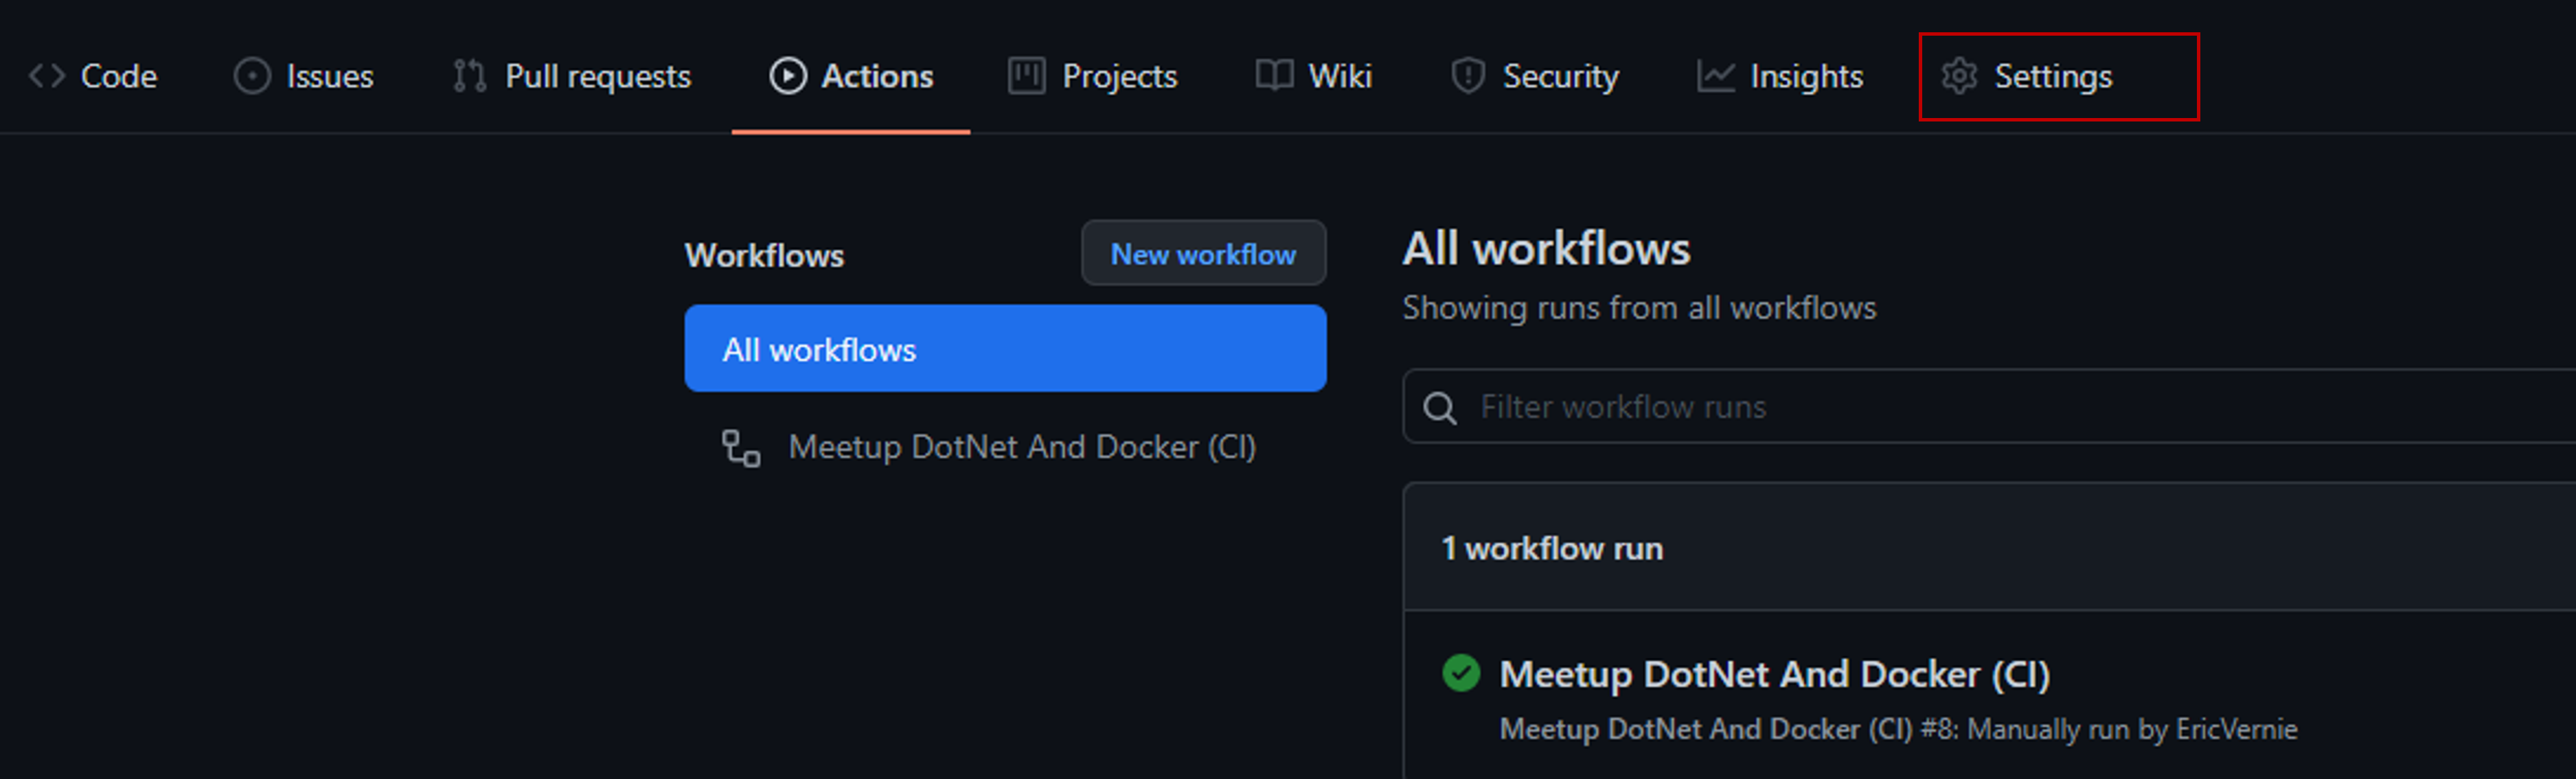 Code Issues Pull requests Actions Projects Wiki Security Insights Settings
Workflows New workflow
All workflows
Meetup DotNet And Docker (CI)
All workflows
Showing runs from all workflows
Filter workflow runs
1 workflow run
Meetup DotNet And Docker (CI)
Meetup DotNet And Docker (CI) #8: Manually run by EricVernie